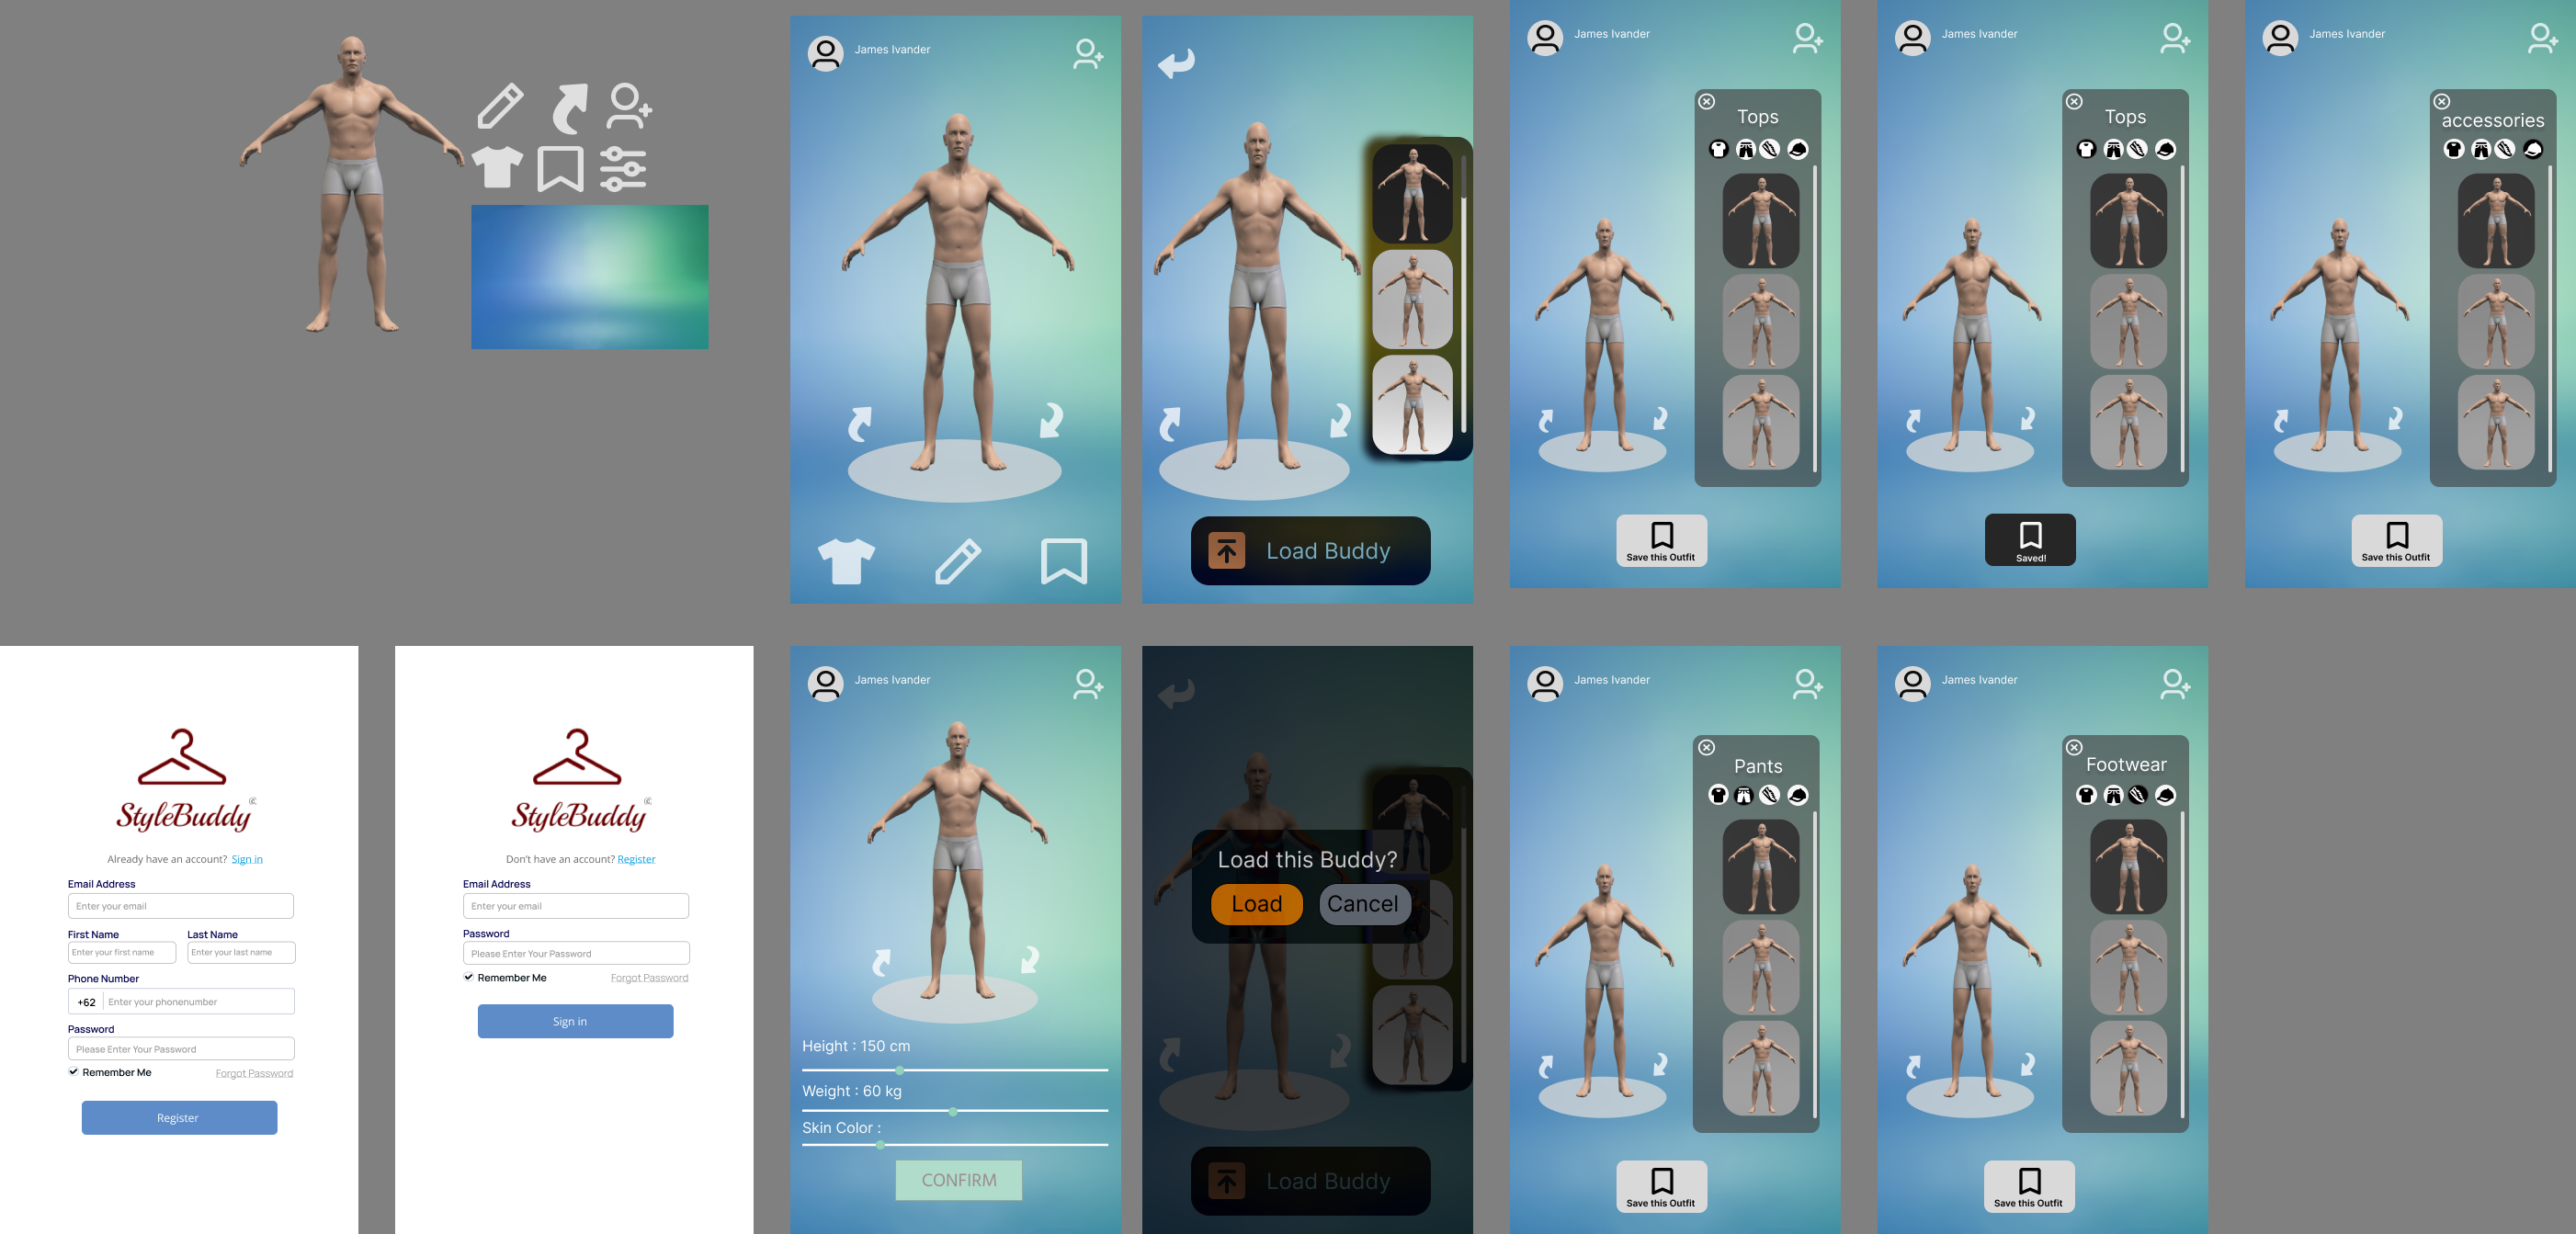 James Ivander
Load Buddy
James Ivander
Tops
Save this Outfit
James Ivander
Tops
Saved!
James Ivander
accessories
Save this Outfit
StyleBuddy
Already have an account? Sign in
Email Address
Enter your email
First Name Last Name
Enter your first name Enter your last name
Phone Number
+62 Enter your phonenumber
Password
Please Enter Your Password
Remember Me Forgot Password
Register
StyleBuddy
Don't have an account? Register
Email Address
Enter your email
Password
Please Enter Your Password
Remember Me Forgot Password
Sign in
James Ivander
Height : 150 cm
Weight : 60 kg
Skin Color :
CONFIRM
Load this Buddy?
Load Cancel
Load Buddy
James Ivander
Pants
Save this Outfit
James Ivander
Footwear
Save this Outfit